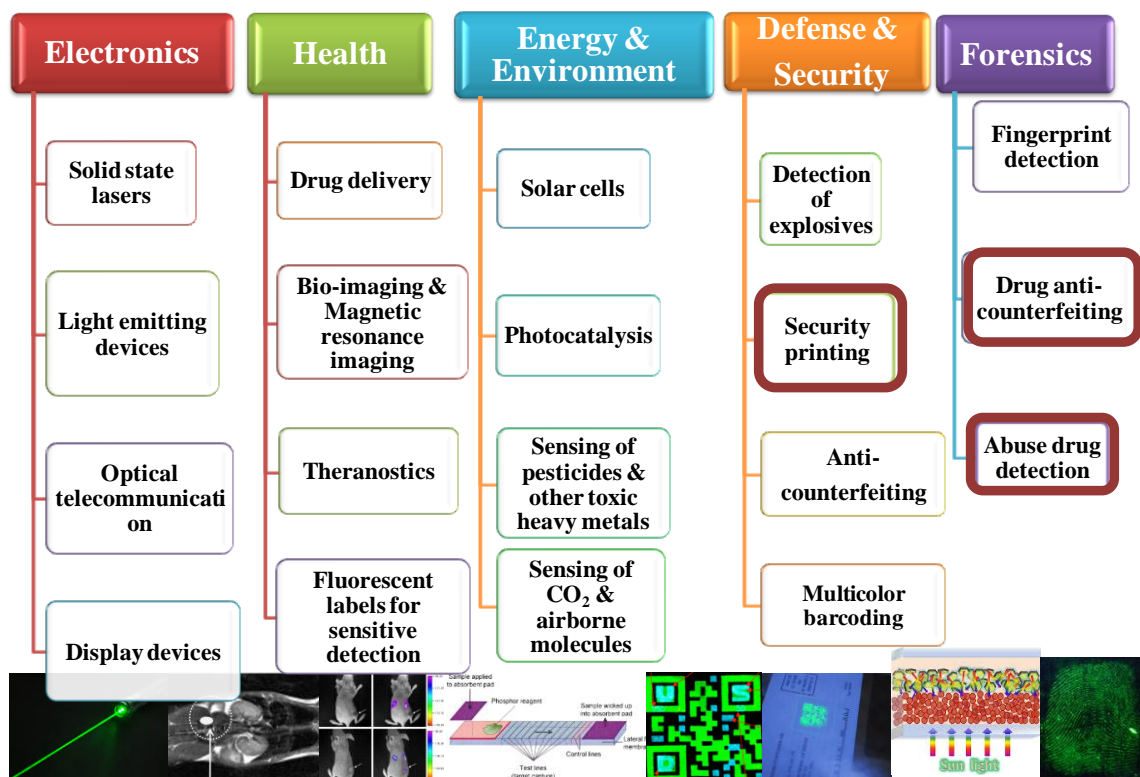 Electronics
Solid state
lasers
Light emitting
devices
Optical
telecommunicati
on
Display devices
Health
Drug delivery
Bio-imaging &
Magnetic
resonance
imaging
Theranostics
Fluorescent
labels for
sensitive
detection
Energy &
Environment
Solar cells
Photocatalysis
Sensing of
pesticides &
other toxic
heavy metals
Sensing of
CO₂ &
airborne
molecules
Defense &
Security
Detection
of
explosives
Security
printing
Anti-
counterfeiting
Multicolor
barcoding
Forensics
Fingerprint
detection
Drug anti-
counterfeiting
Abuse drug
detection
Sample applied
to absorbent pad
Phosphor reagent
Sample wicked up
into absorbent pad
Lateral
Control lines
Test lines
(target capture)
U S
Sun light